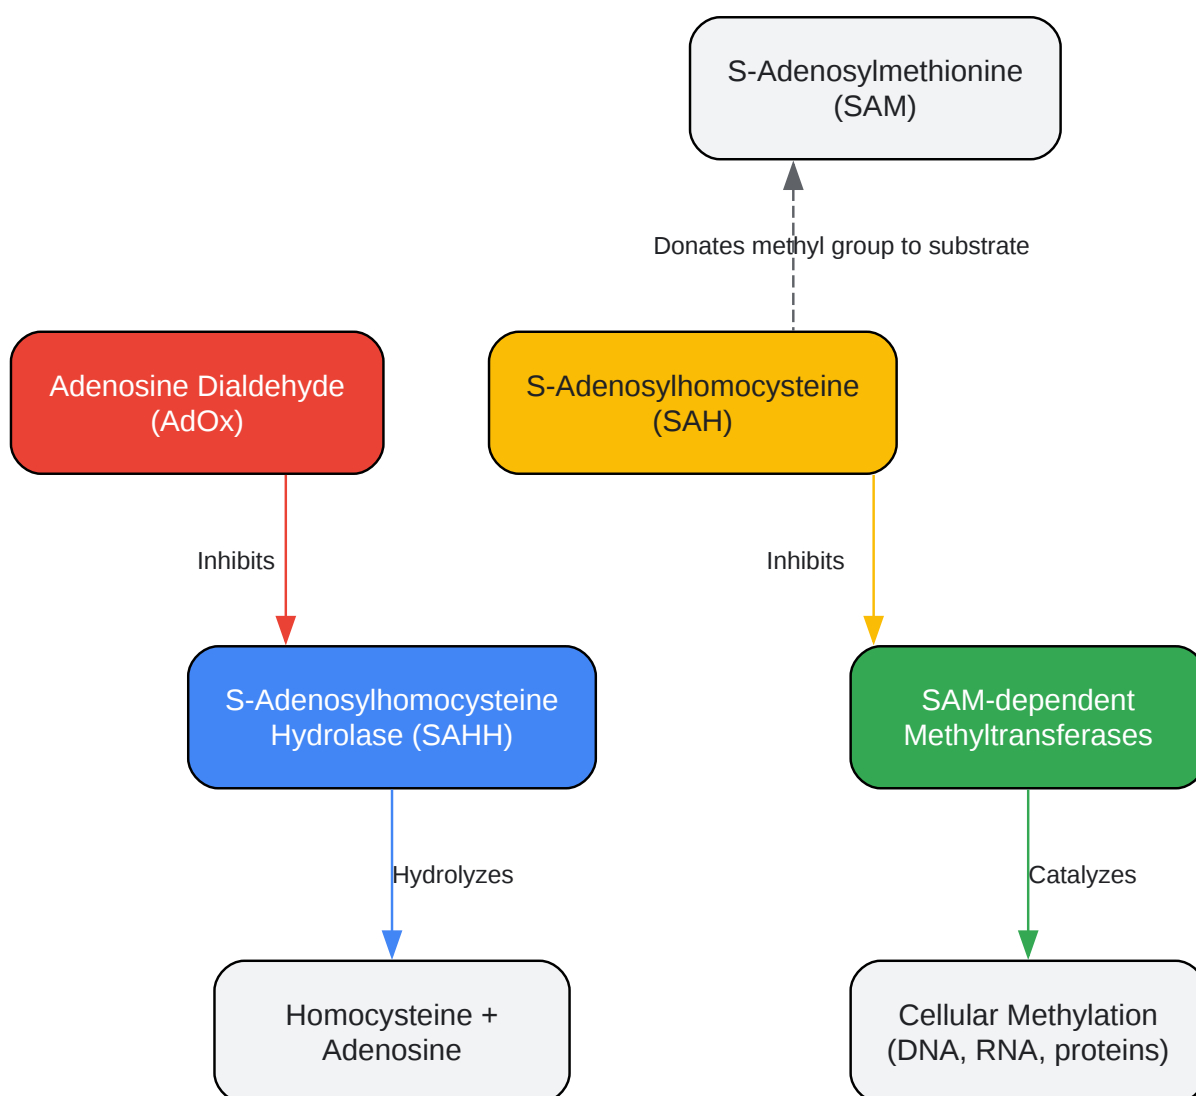 S-Adenosylmethionine
(SAM)
Donates methyl group to substrate
Adenosine Dialdehyde
(AdOx)
S-Adenosylhomocysteine
(SAH)
Inhibits
Inhibits
S-Adenosylhomocysteine
Hydrolase (SAHH)
SAM-dependent
Methyltransferases
Hydrolyzes
Catalyzes
Homocysteine +
Adenosine
Cellular Methylation
(DNA, RNA, proteins)